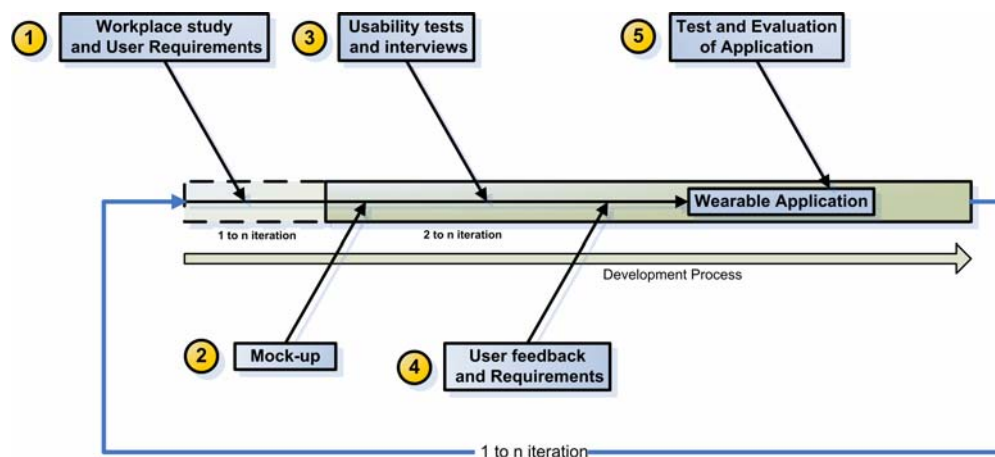 1
Workplace study
and User Requirements
3
Usability tests
and interviews
5
Test and Evaluation
of Application
Wearable Application
1 to n iteration
2 to n iteration
Development Process
2
Mock-up
4
User feedback
and Requirements
1 to n iteration